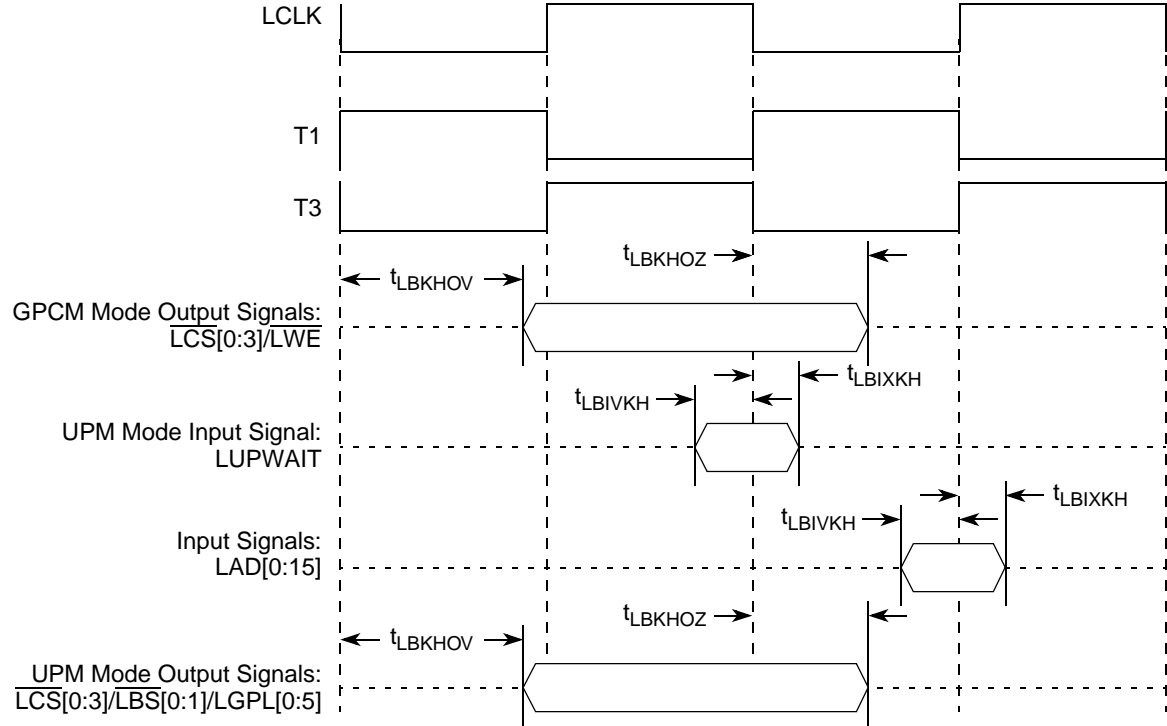 LCLK
T1
T3
tLBKHOZ
tLBKHOV
GPCM Mode Output Signals:
LCS[0:3]/LWE
tLBIXKH
tLBIVKH
UPM Mode Input Signal:
LUPWAIT
tLBIXKH
tLBIVKH
Input Signals:
LAD[0:15]
tLBKHOZ
tLBKHOV
UPM Mode Output Signals:
LCS[0:3]/LBS[0:1]/LGPL[0:5]